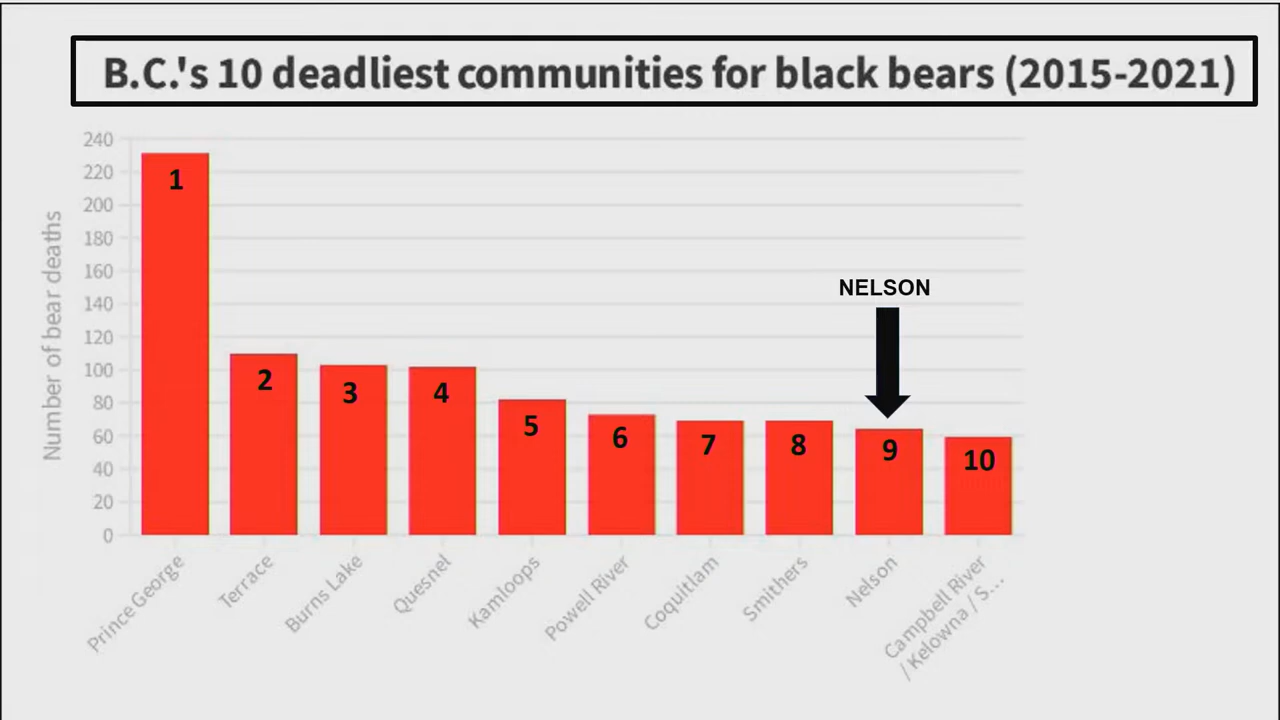 B.C.'s 10 deadliest communities for black bears (2015-2021)
Number of bear deaths
240
220
200
180
160
140
120
100
80
60
40
20
0
1
2
3
4
5
6
7
8
9
10
NELSON
Prince George
Terrace
Burns Lake
Quesnel
Kamloops
Powell River
Coquitlam
Smithers
Nelson
Campbell River
/ Kelowna / S...